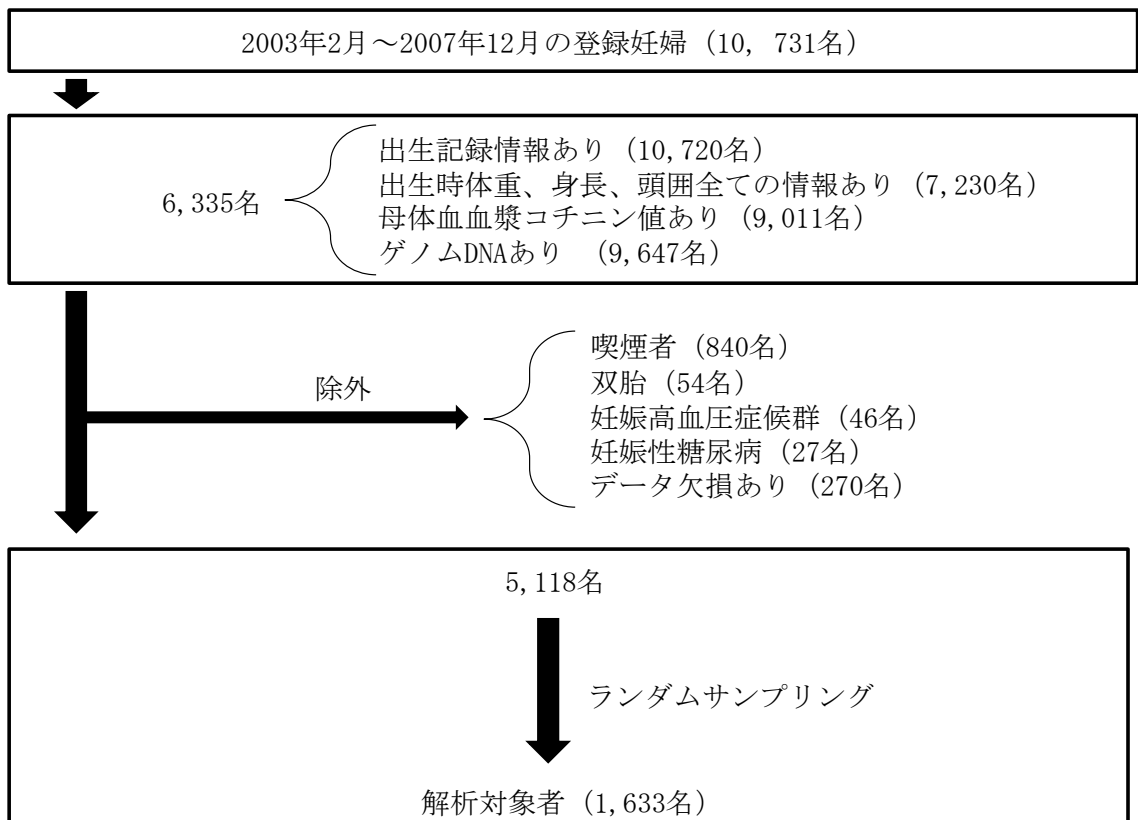 2003年2月～2007年12月の登録妊婦（10, 731名）
6,335名
出生記録情報あり（10,720名）
出生時体重、身長、頭囲全ての情報あり（7,230名）
母体血血漿コチニン値あり（9,011名）
ゲノムDNAあり （9,647名）
除外
喫煙者（840名）
双胎（54名）
妊娠高血圧症候群（46名）
妊娠性糖尿病（27名）
データ欠損あり（270名）
5,118名
ランダムサンプリング
解析対象者（1,633名）